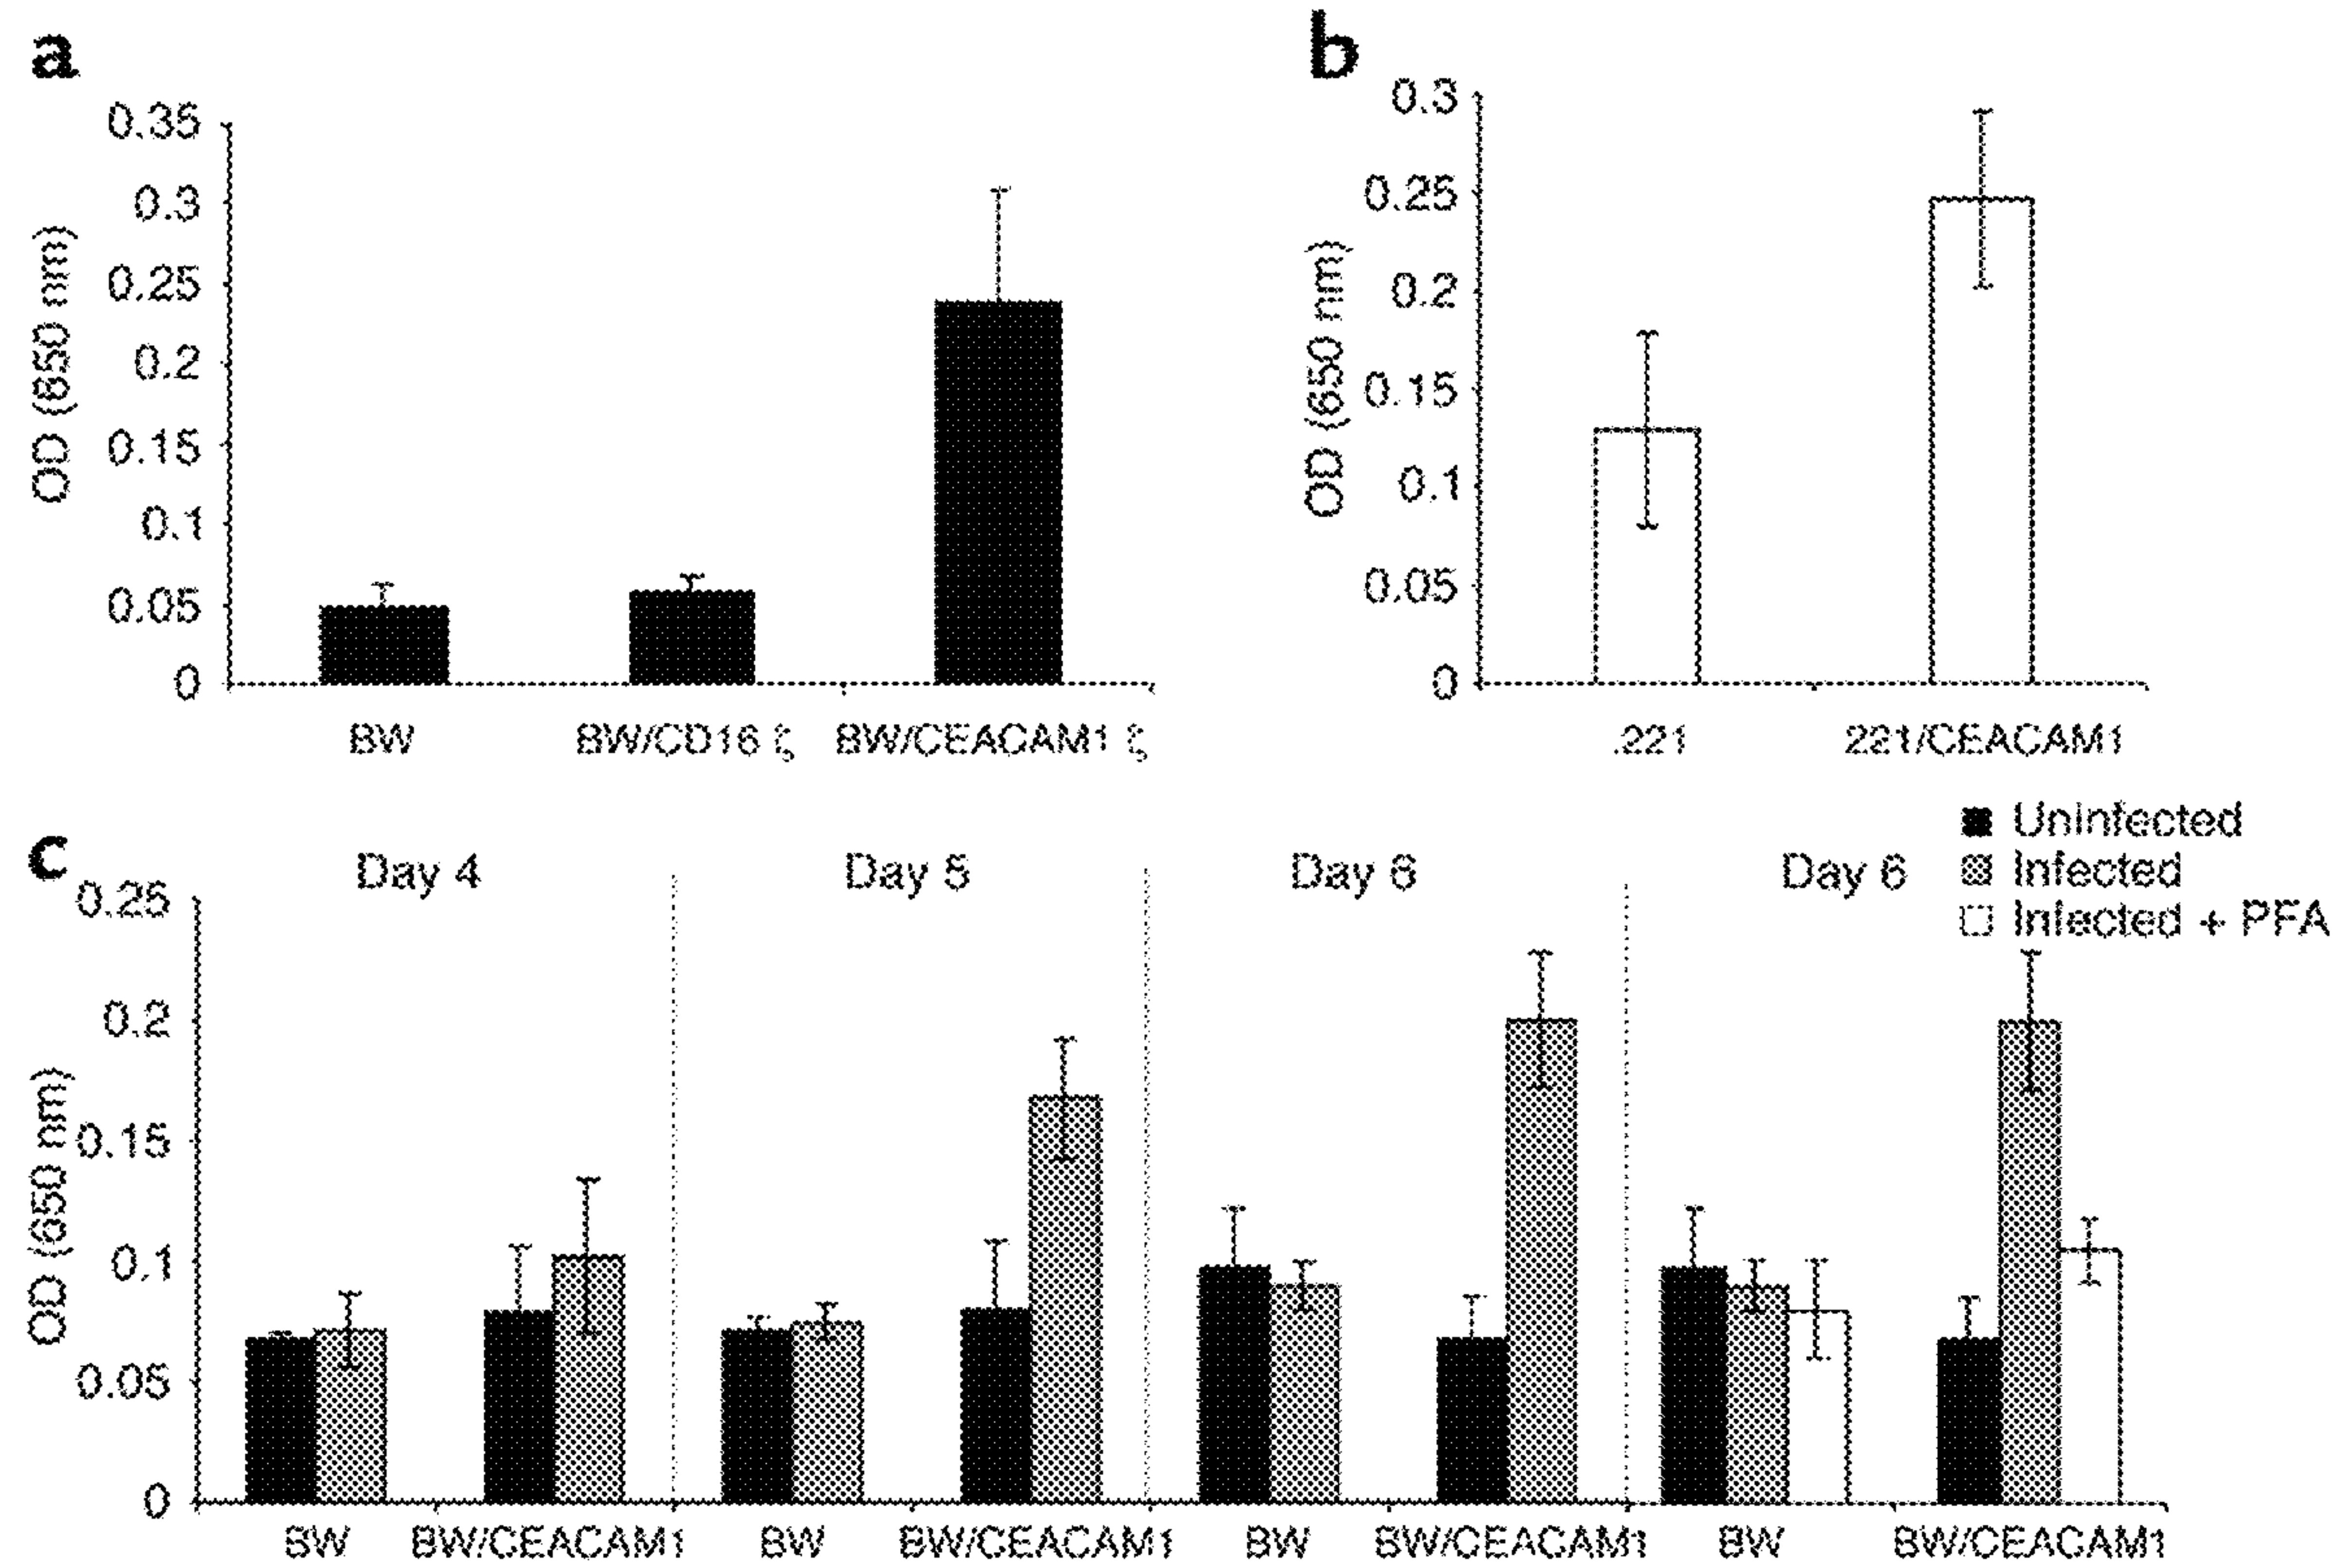 a
0.35
0.3
0.25
0.2
0.15
0.1
0.05
0
OD (650 nm)
BW
BW/CD16 ξ
BW/CEACAM1 ξ
b
0.3
0.25
0.2
0.15
0.1
0.05
0
OD (650 nm)
.221
221/CEACAM1
Uninfected
Infected
Infected + PFA
c
Day 4
Day 5
Day 6
Day 6
0.25
0.2
0.15
0.1
0.05
0
OD (650 nm)
BW
BW/CEACAM1
BW
BW/CEACAM1
BW
BW/CEACAM1
BW
BW/CEACAM1